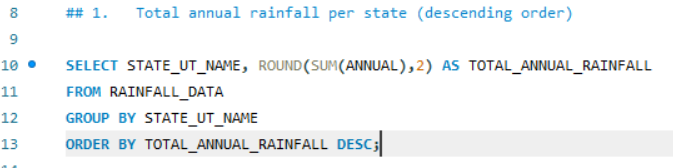 8 ## 1. Total annual rainfall per state (descending order)
9
10 SELECT STATE_UT_NAME, ROUND(SUM(ANNUAL),2) AS TOTAL_ANNUAL_RAINFALL
11 FROM RAINFALL_DATA
12 GROUP BY STATE_UT_NAME
13 ORDER BY TOTAL_ANNUAL_RAINFALL DESC;